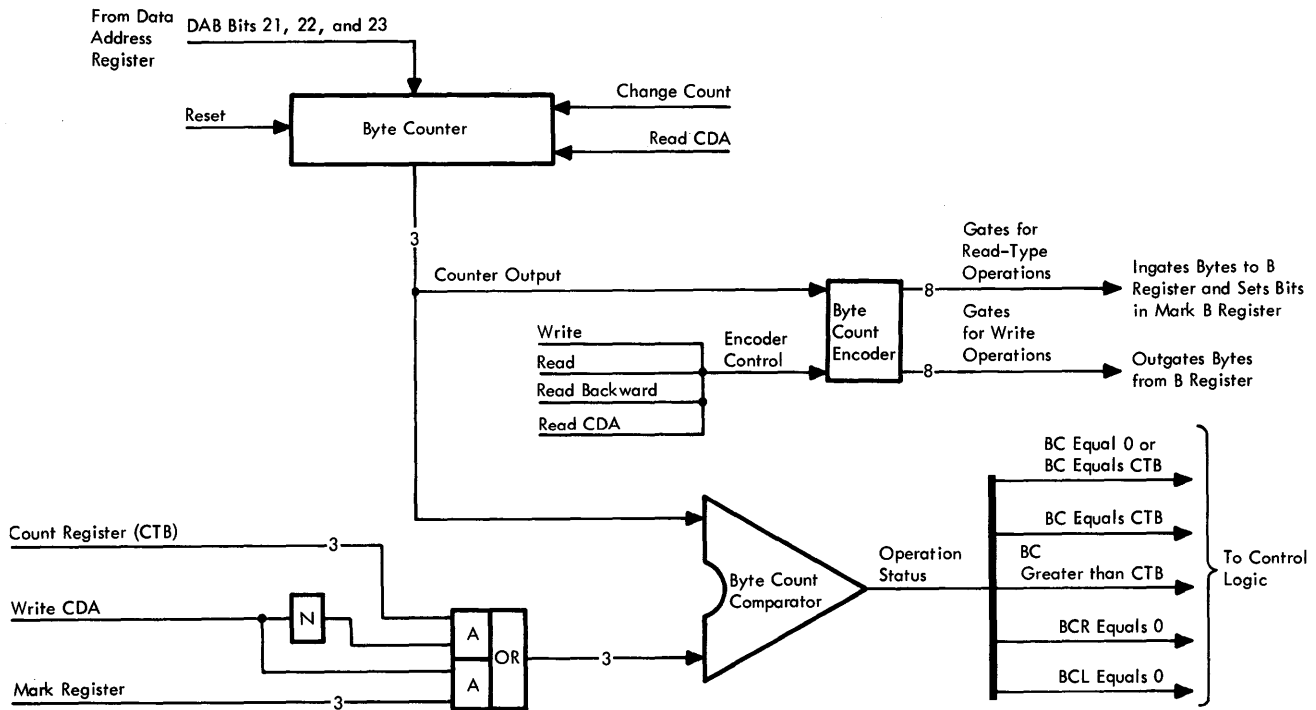 From Data
Address
Register
DAB Bits 21, 22, and 23
Reset
Byte Counter
Change Count
Read CDA
3
Counter Output
Write
Read
Read Backward
Read CDA
Encoder
Control
Byte
Count
Encoder
Gates for
Read-Type
Operations
8
Gates
for Write
Operations
8
Ingates Bytes to B
Register and Sets Bits
in Mark B Register
Outgates Bytes
from B Register
Count Register (CTB)
3
Write CDA
N
A
OR
A
3
Mark Register
3
Byte Count
Comparator
Operation
Status
BC Equal 0 or
BC Equals CTB
BC Equals CTB
BC
Greater than CTB
BCR Equals 0
BCL Equals 0
To Control
Logic